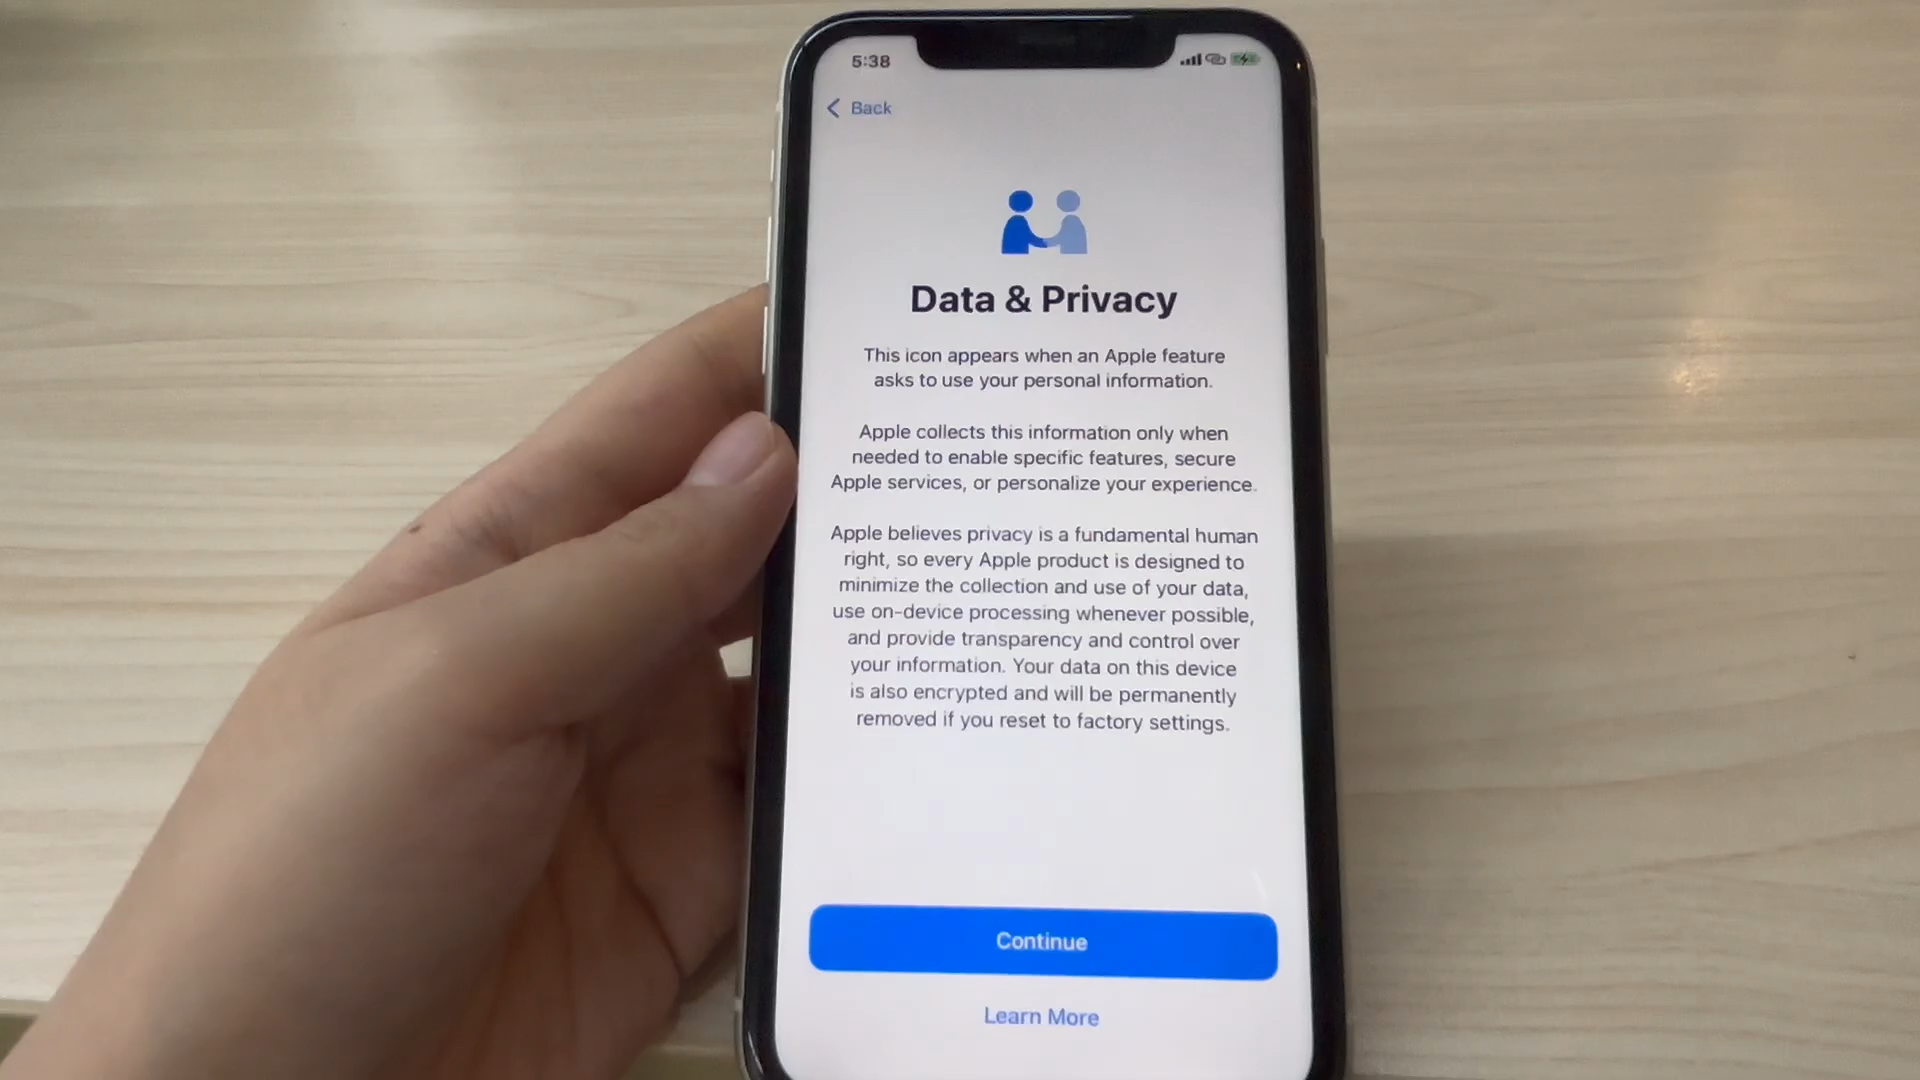 5:38
Back
Data & Privacy
This icon appears when an Apple feature
asks to use your personal information.
Apple collects this information only when
needed to enable specific features, secure
Apple services, or personalize your experience.
Apple believes privacy is a fundamental human
right, so every Apple product is designed to
minimize the collection and use of your data,
use on-device processing whenever possible,
and provide transparency and control over
your information. Your data on this device
is also encrypted and will be permanently
removed if you reset to factory settings.
Continue
Learn More